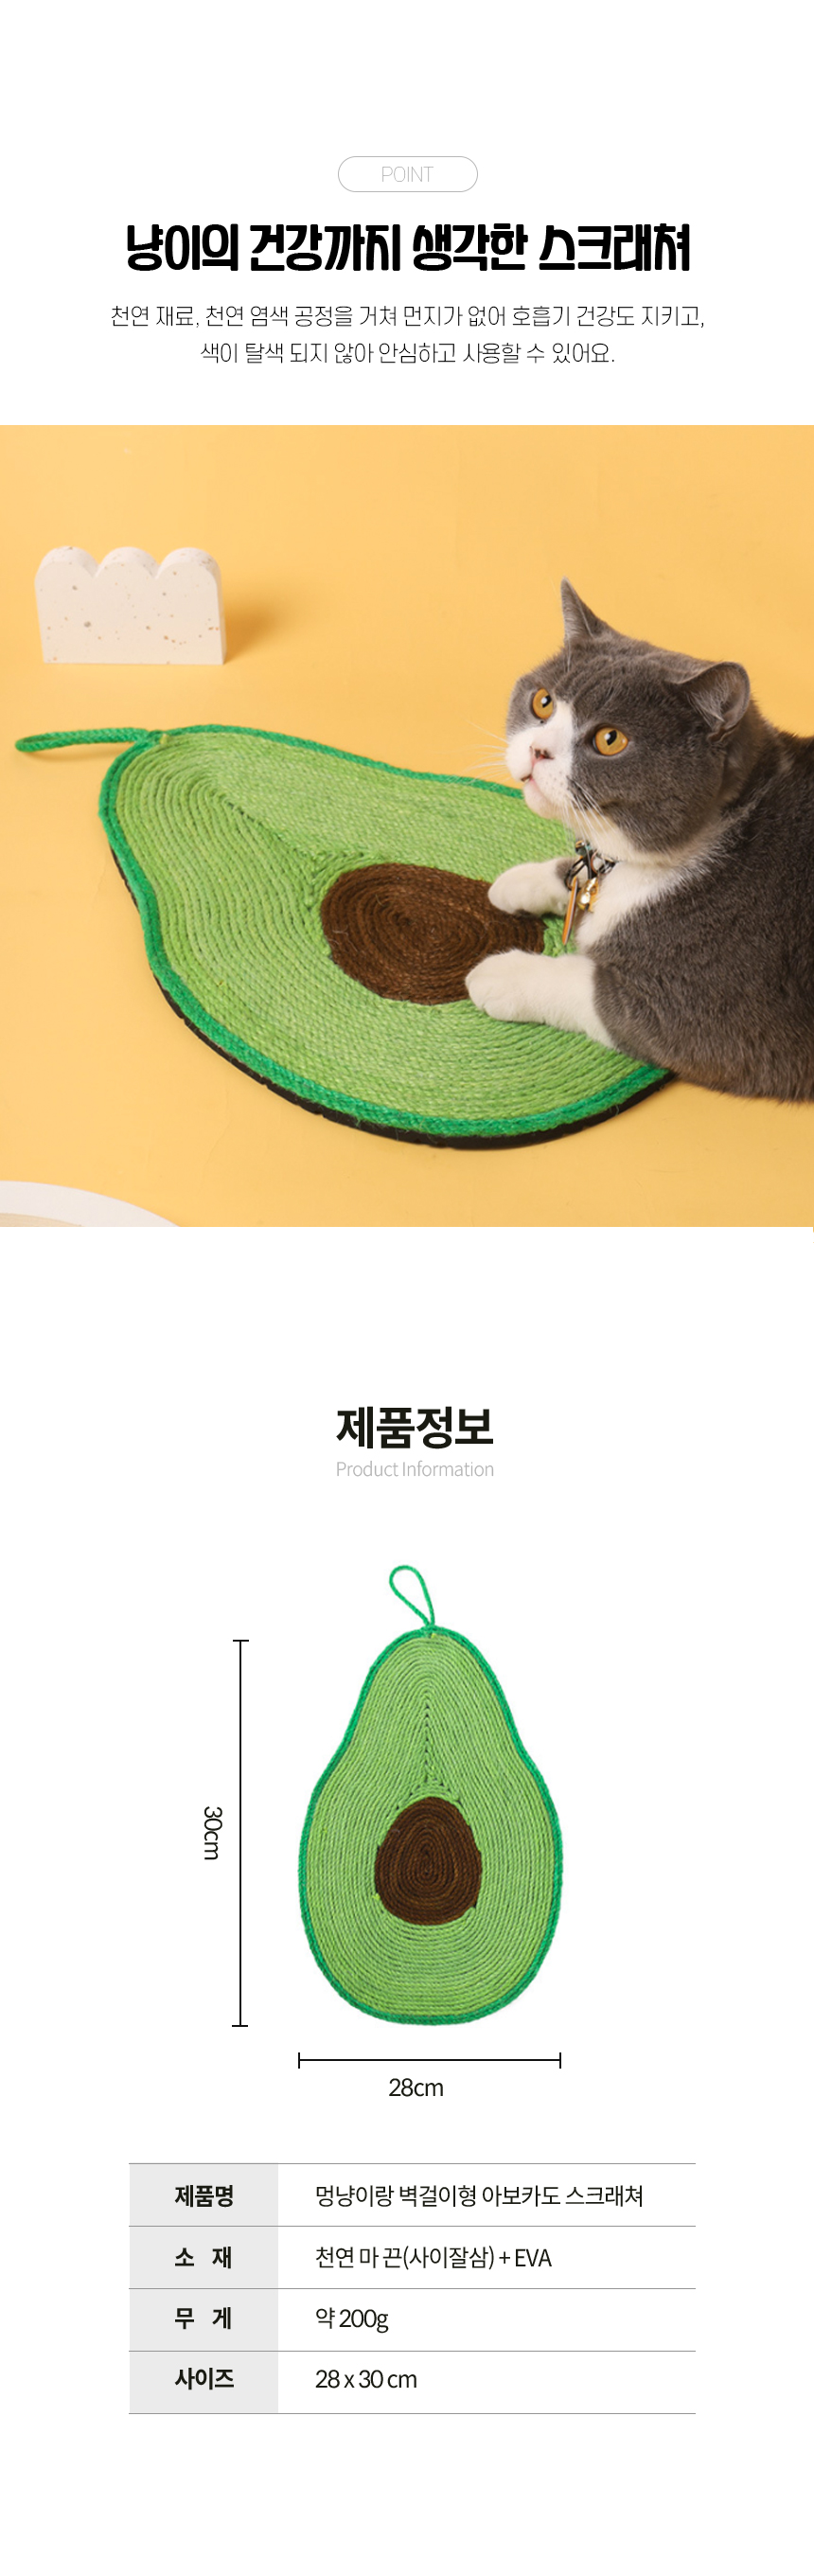 POINT
냥이의 건강까지 생각한 스크래쳐
천연 재료, 천연 염색 공정을 거쳐 먼지가 없어 호흡기 건강도 지키고,
색이 탈색 되지 않아 안심하고 사용할 수 있어요.
제품정보
Product Information
30cm
28cm
제품명 멍냥이랑 벽걸이형 아보카도 스크래쳐
소 재 천연 마 끈(사이잘삼) + EVA
무 게 약 200g
사이즈 28 x 30 cm